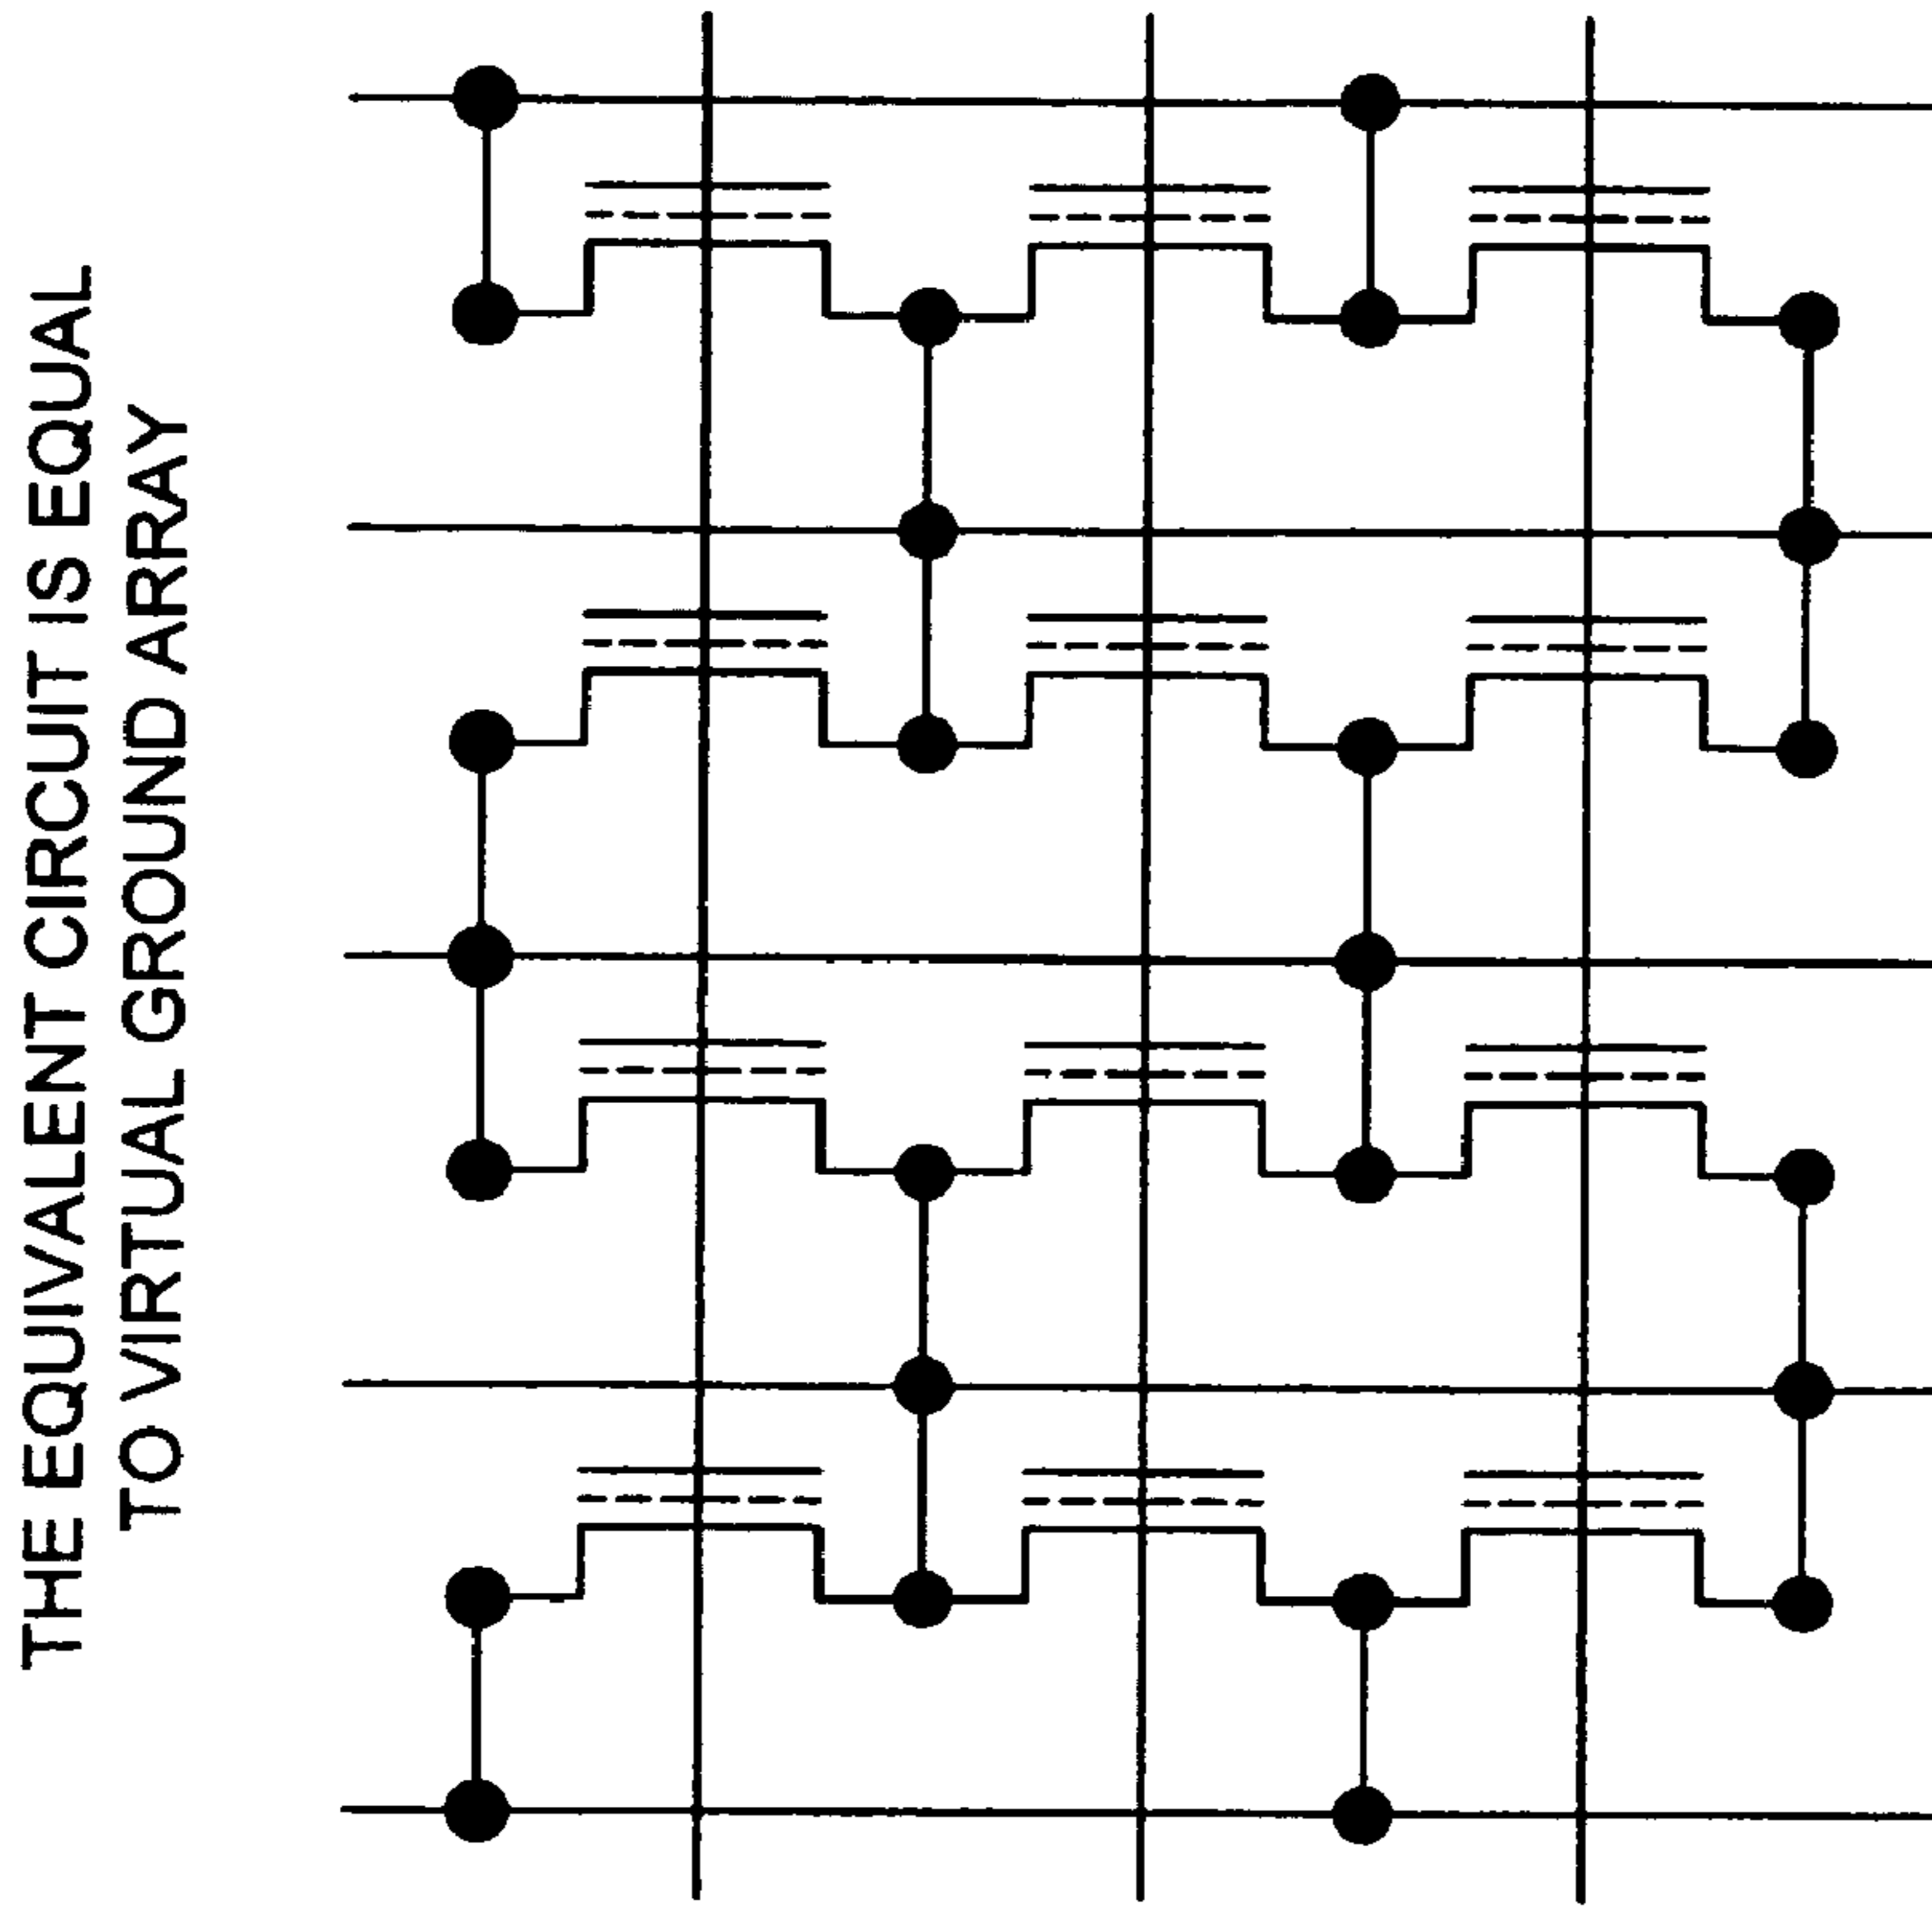 THE EQUIVALENT CIRCUIT IS EQUAL
TO VIRTUAL GROUND ARRAY